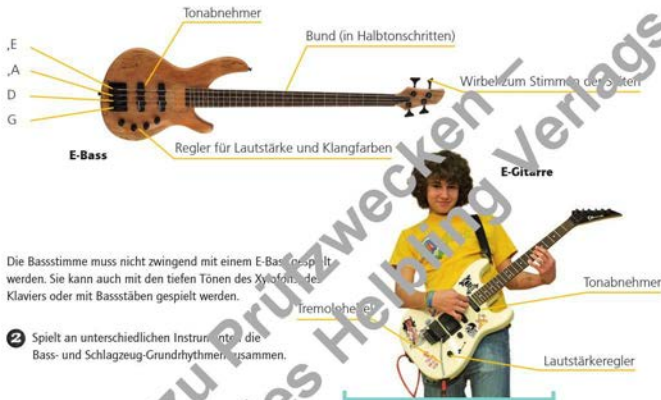 Tonabnehmer
Bund (in Halbtonschritten)
‚E
‚A
D
G
Wirbel zum Stimmen der Saiten
E-Bass
Regler für Lautstärke und Klangfarben
E-Gitarre
Die Bassstimme muss nicht zwingend mit einem E-Bass gespielt
werden. Sie kann auch mit den tiefen Tönen des Xylofons, des
Klaviers oder mit Bassstäben gespielt werden.
Tonabnehmer
Tremolohebel
2 Spielt an unterschiedlichen Instrumenten die
Bass- und Schlagzeug-Grundrhythmen zusammen.
Lautstärkeregler
zu Prüfzwecken –
des Helbling Verlags